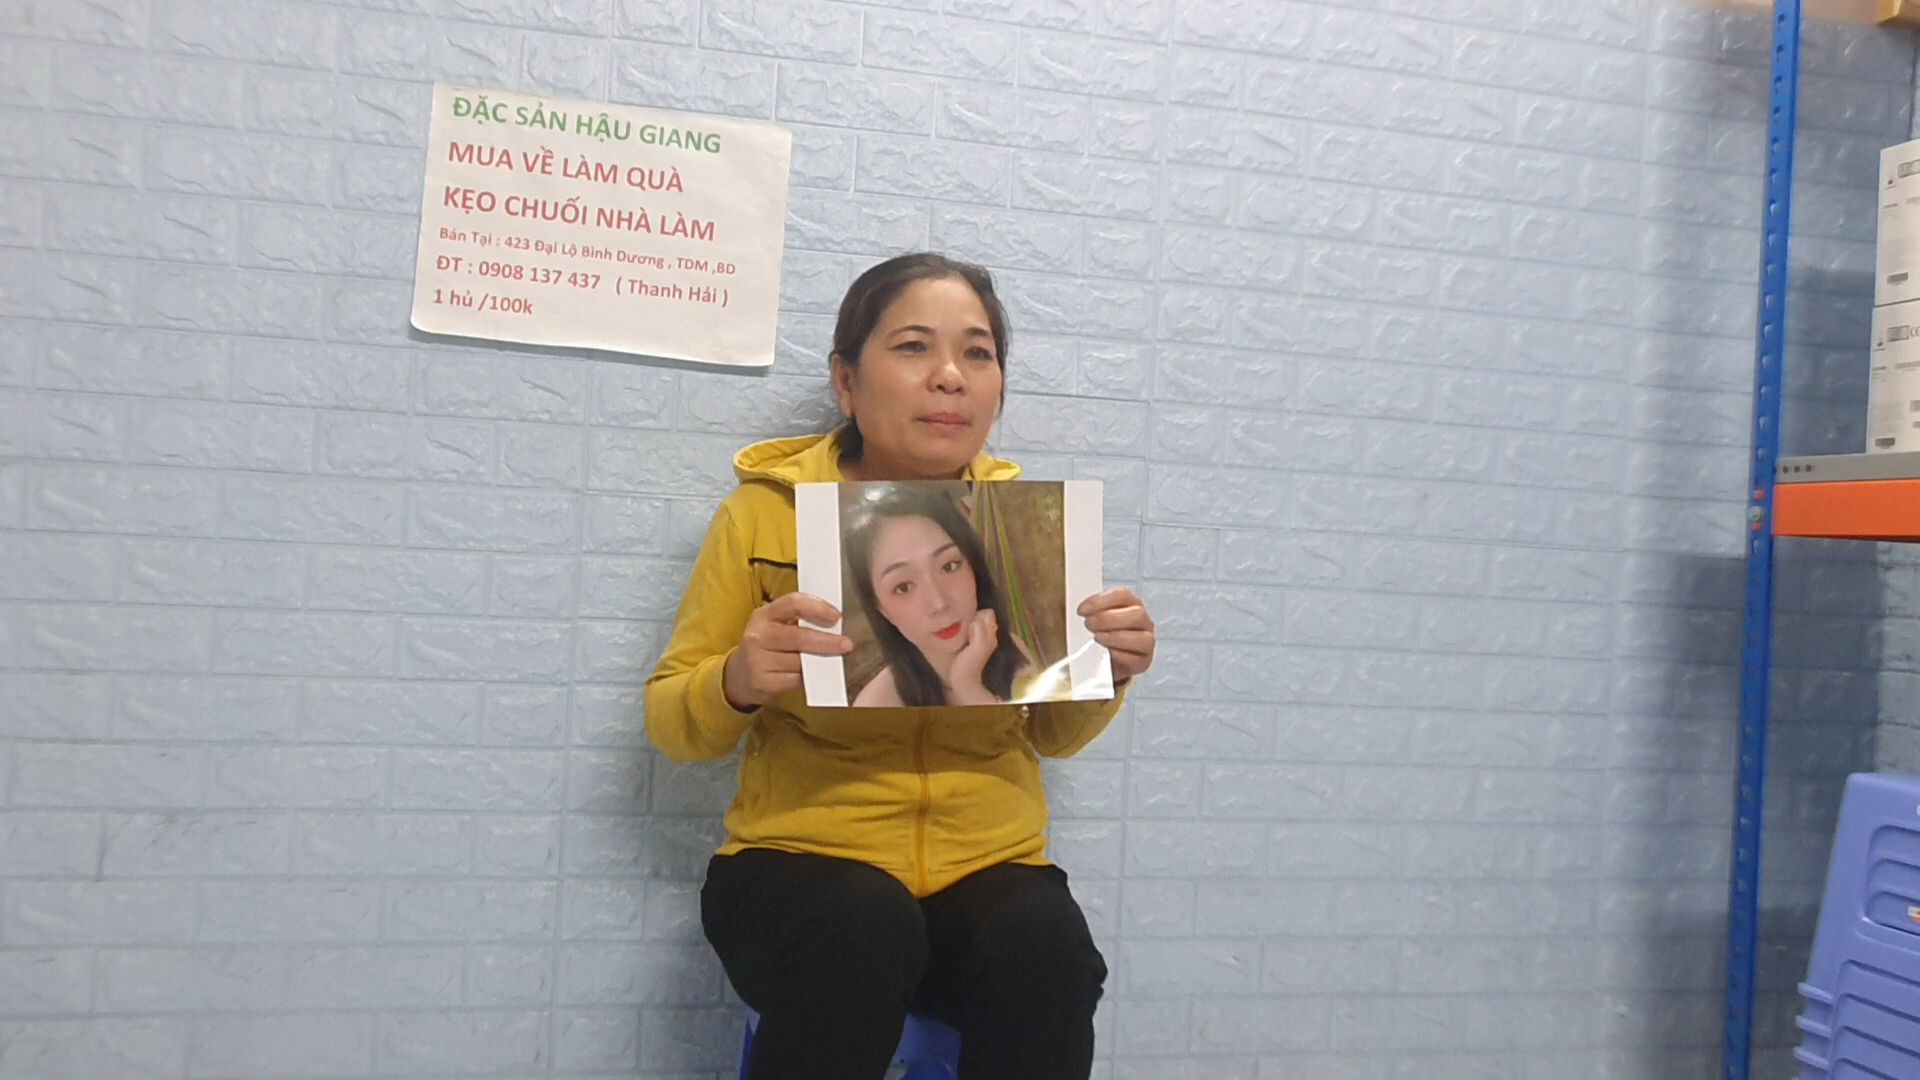 ĐẶC SẢN HẬU GIANG
MUA VỀ LÀM QUÀ
KẸO CHUỐI NHÀ LÀM
Bán Tại : 423 Đại Lộ Bình Dương , TDM ,BD
ĐT : 0908 137 437 ( Thanh Hải )
1 hủ /100k